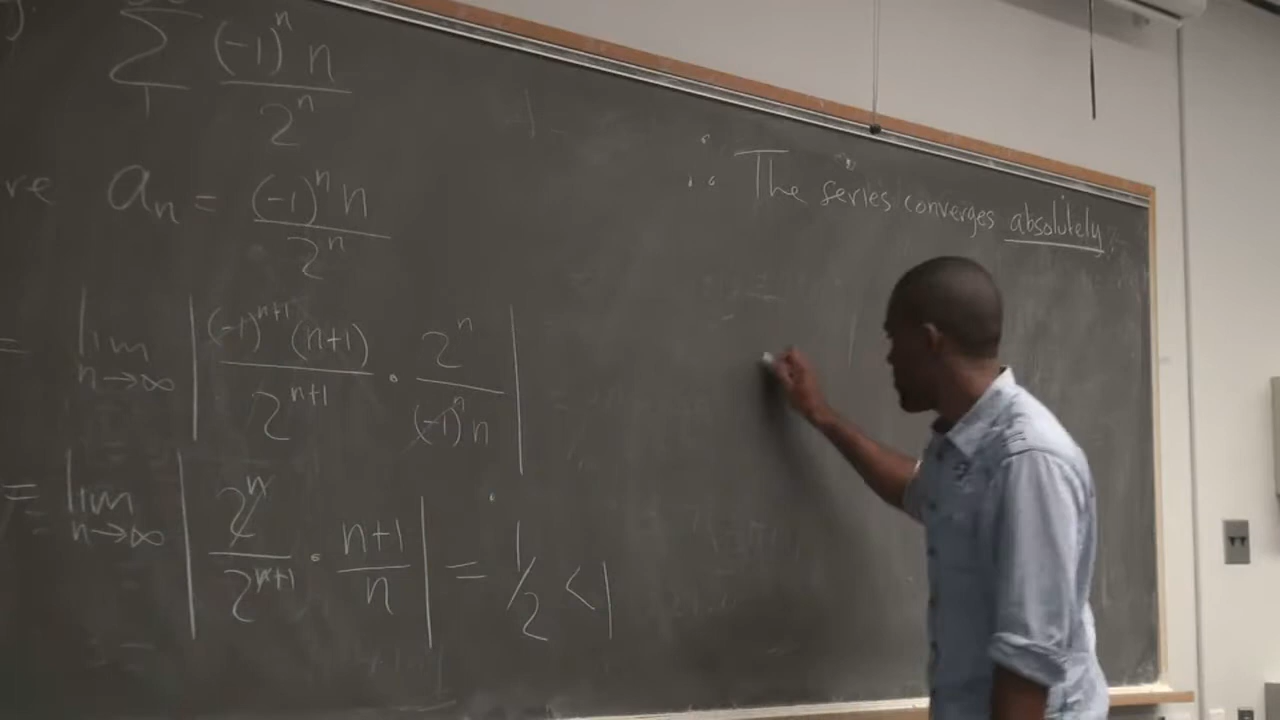 ∑ (-1)ⁿ n / 2ⁿ
1
aₙ = (-1)ⁿ n / 2ⁿ
= lim n→∞ | (-1)ⁿ⁺¹ (n+1) / 2ⁿ⁺¹ · 2ⁿ / (-1)ⁿ n |
= lim n→∞ | 2ⁿ / 2ⁿ⁺¹ · n+1 / n | = 1/2 < 1
∴ The series converges absolutely.